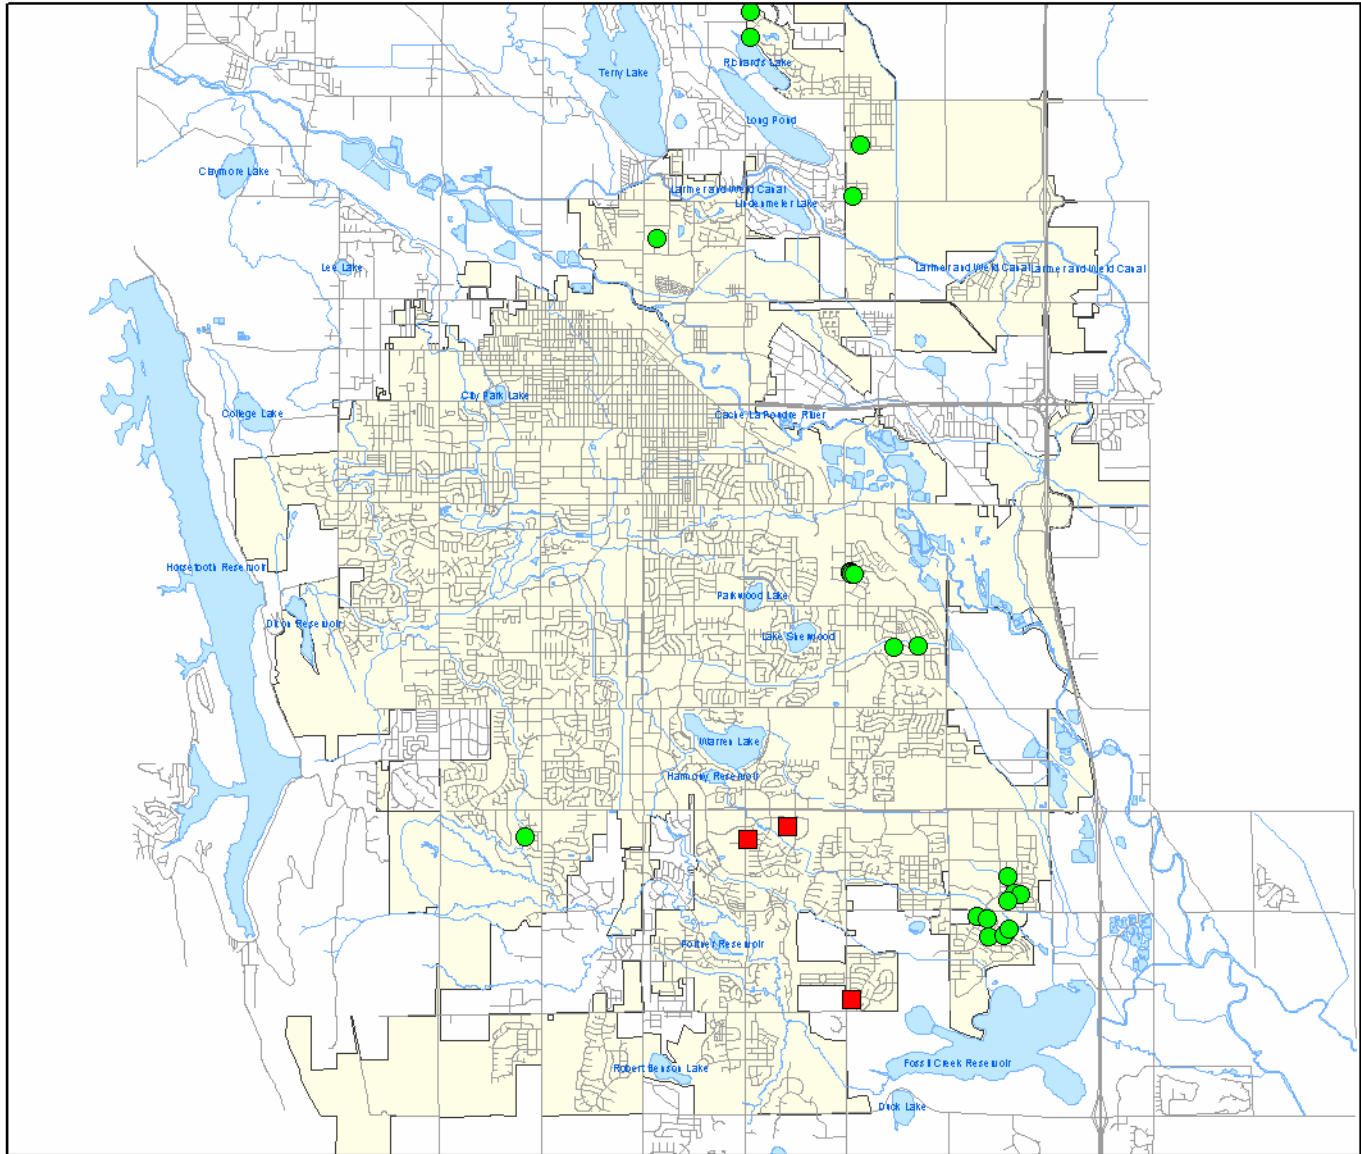 Richards Lake
Terry Lake
Long Pond
Claymore Lake
Larimer and Weld Canal
Lindenmeier Lake
Lee Lake
Larimer and Weld Canal
Larimer and Weld Canal
City Park Lake
College Lake
Cache La Poudre River
Horsetooth Reservoir
Parkwood Lake
Dixon Reservoir
Lake Sherwood
Warren Lake
Harmony Reservoir
Portner Reservoir
Fossil Creek Reservoir
Robert Benson Lake
Duck Lake